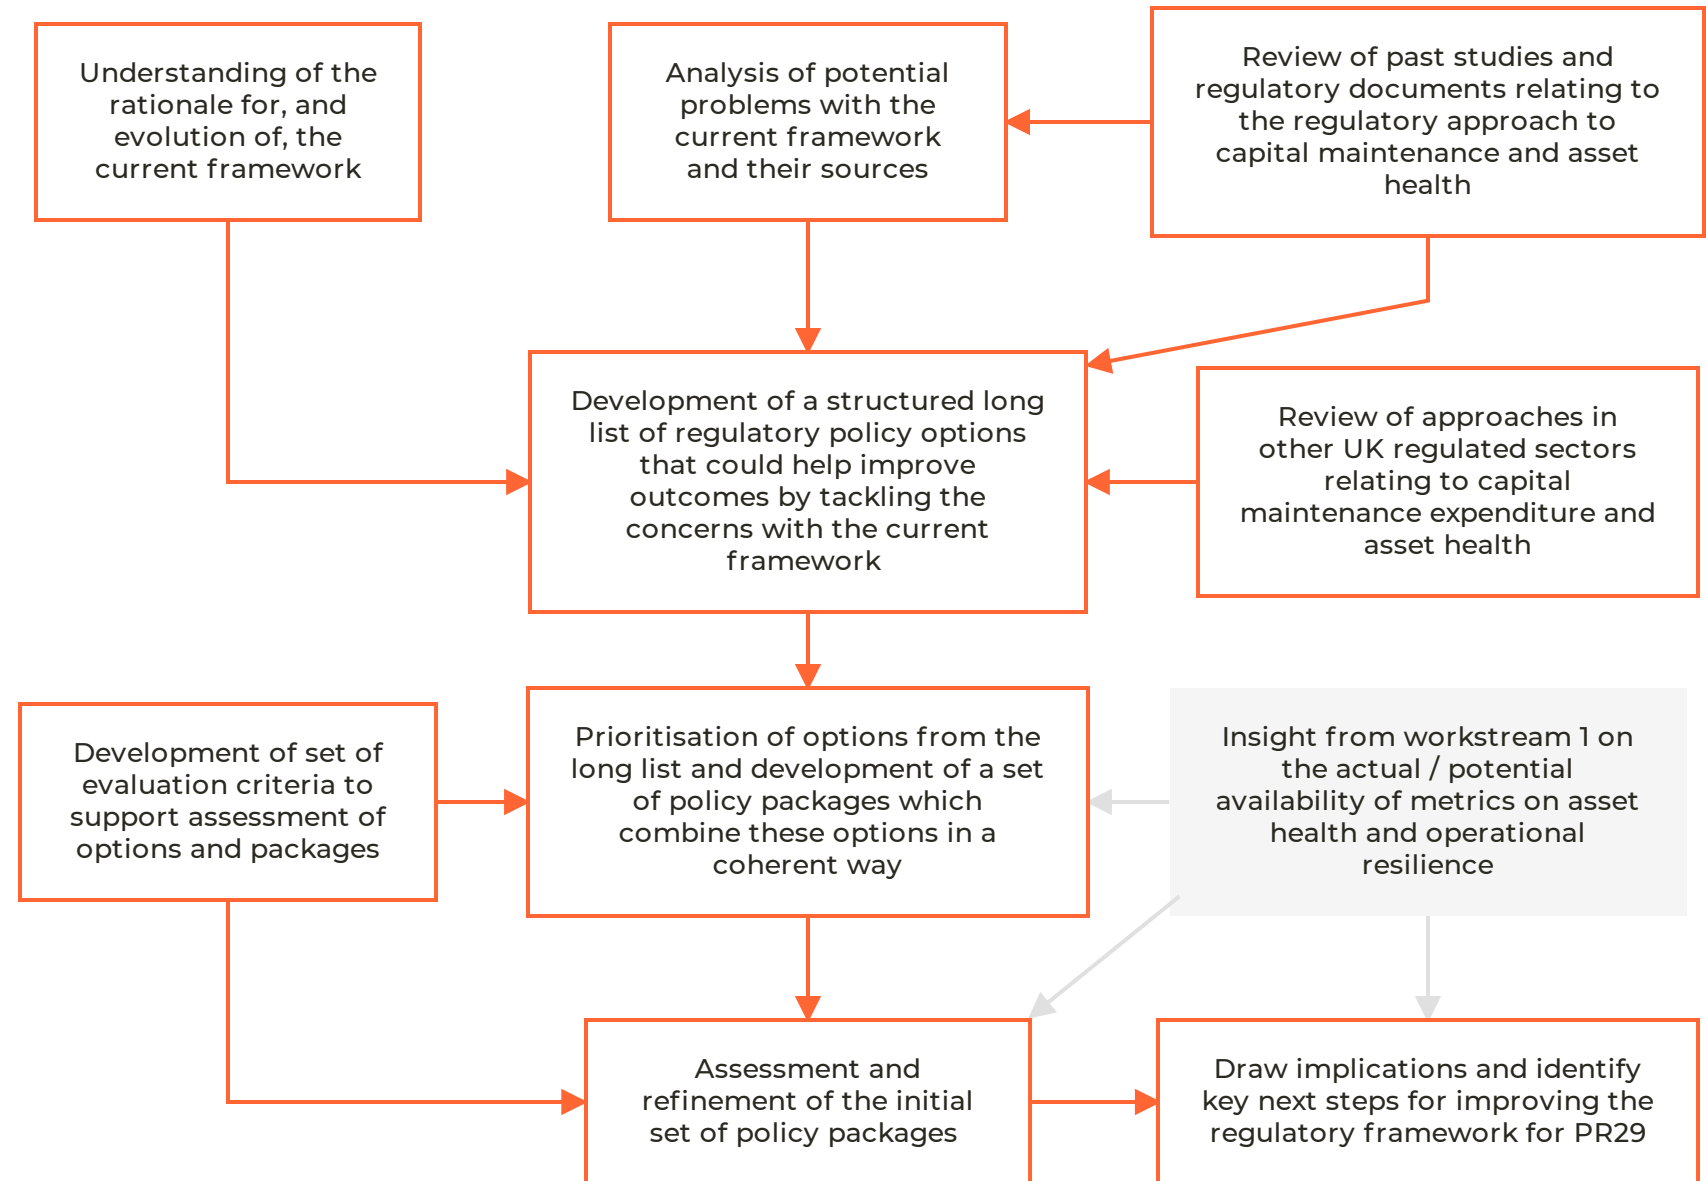 Understanding of the
rationale for, and
evolution of, the
current framework
Analysis of potential
problems with the
current framework
and their sources
Review of past studies and
regulatory documents relating to
the regulatory approach to
capital maintenance and asset
health
Development of a structured long
list of regulatory policy options
that could help improve
outcomes by tackling the
concerns with the current
framework
Review of approaches in
other UK regulated sectors
relating to capital
maintenance expenditure and
asset health
Development of set of
evaluation criteria to
support assessment of
options and packages
Prioritisation of options from the
long list and development of a set
of policy packages which
combine these options in a
coherent way
Insight from workstream 1 on
the actual / potential
availability of metrics on asset
health and operational
resilience
Assessment and
refinement of the initial
set of policy packages
Draw implications and identify
key next steps for improving the
regulatory framework for PR29